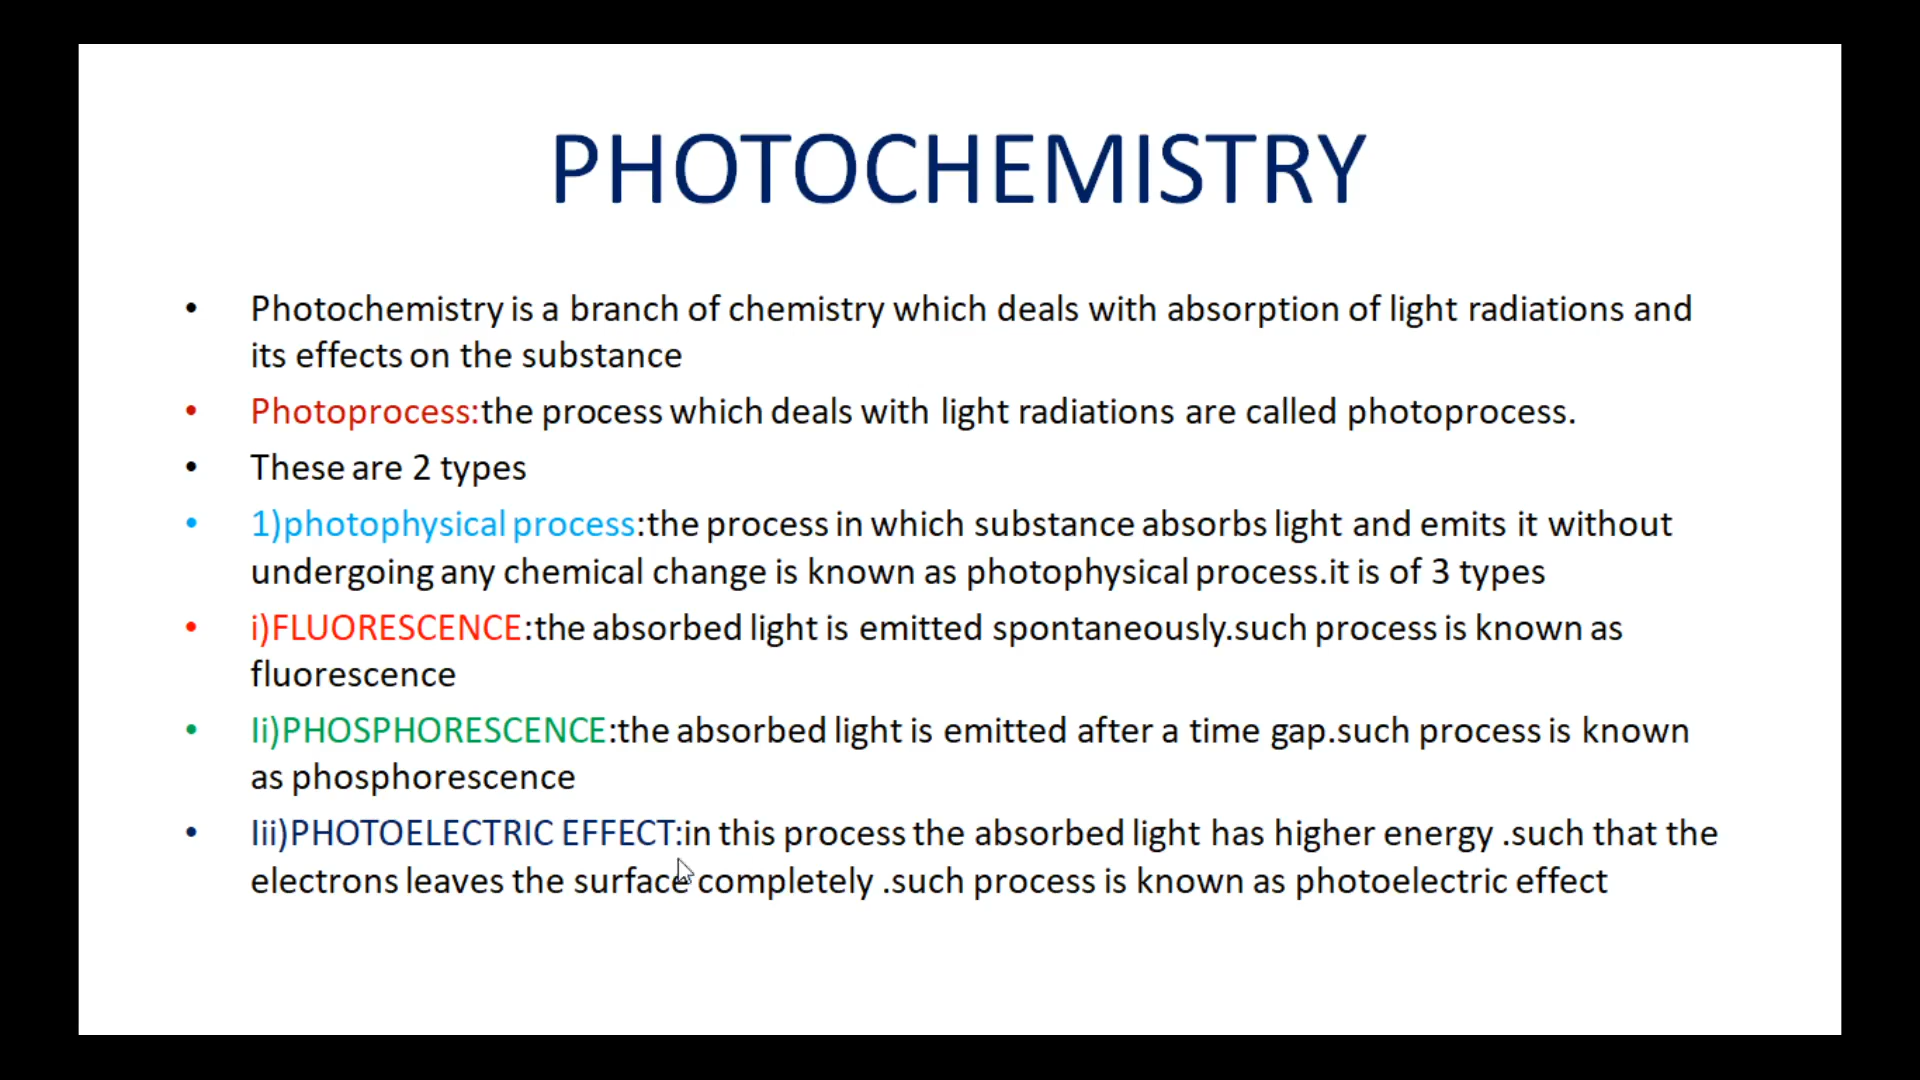 PHOTOCHEMISTRY
• Photochemistry is a branch of chemistry which deals with absorption of light radiations and
its effects on the substance
• Photoprocess:the process which deals with light radiations are called photoprocess.
• These are 2 types
• 1)photophysical process:the process in which substance absorbs light and emits it without
undergoing any chemical change is known as photophysical process.it is of 3 types
• i)FLUORESCENCE:the absorbed light is emitted spontaneously.such process is known as
fluorescence
• Ii)PHOSPHORESCENCE:the absorbed light is emitted after a time gap.such process is known
as phosphorescence
• Iii)PHOTOELECTRIC EFFECT:in this process the absorbed light has higher energy .such that the
electrons leaves the surface completely .such process is known as photoelectric effect